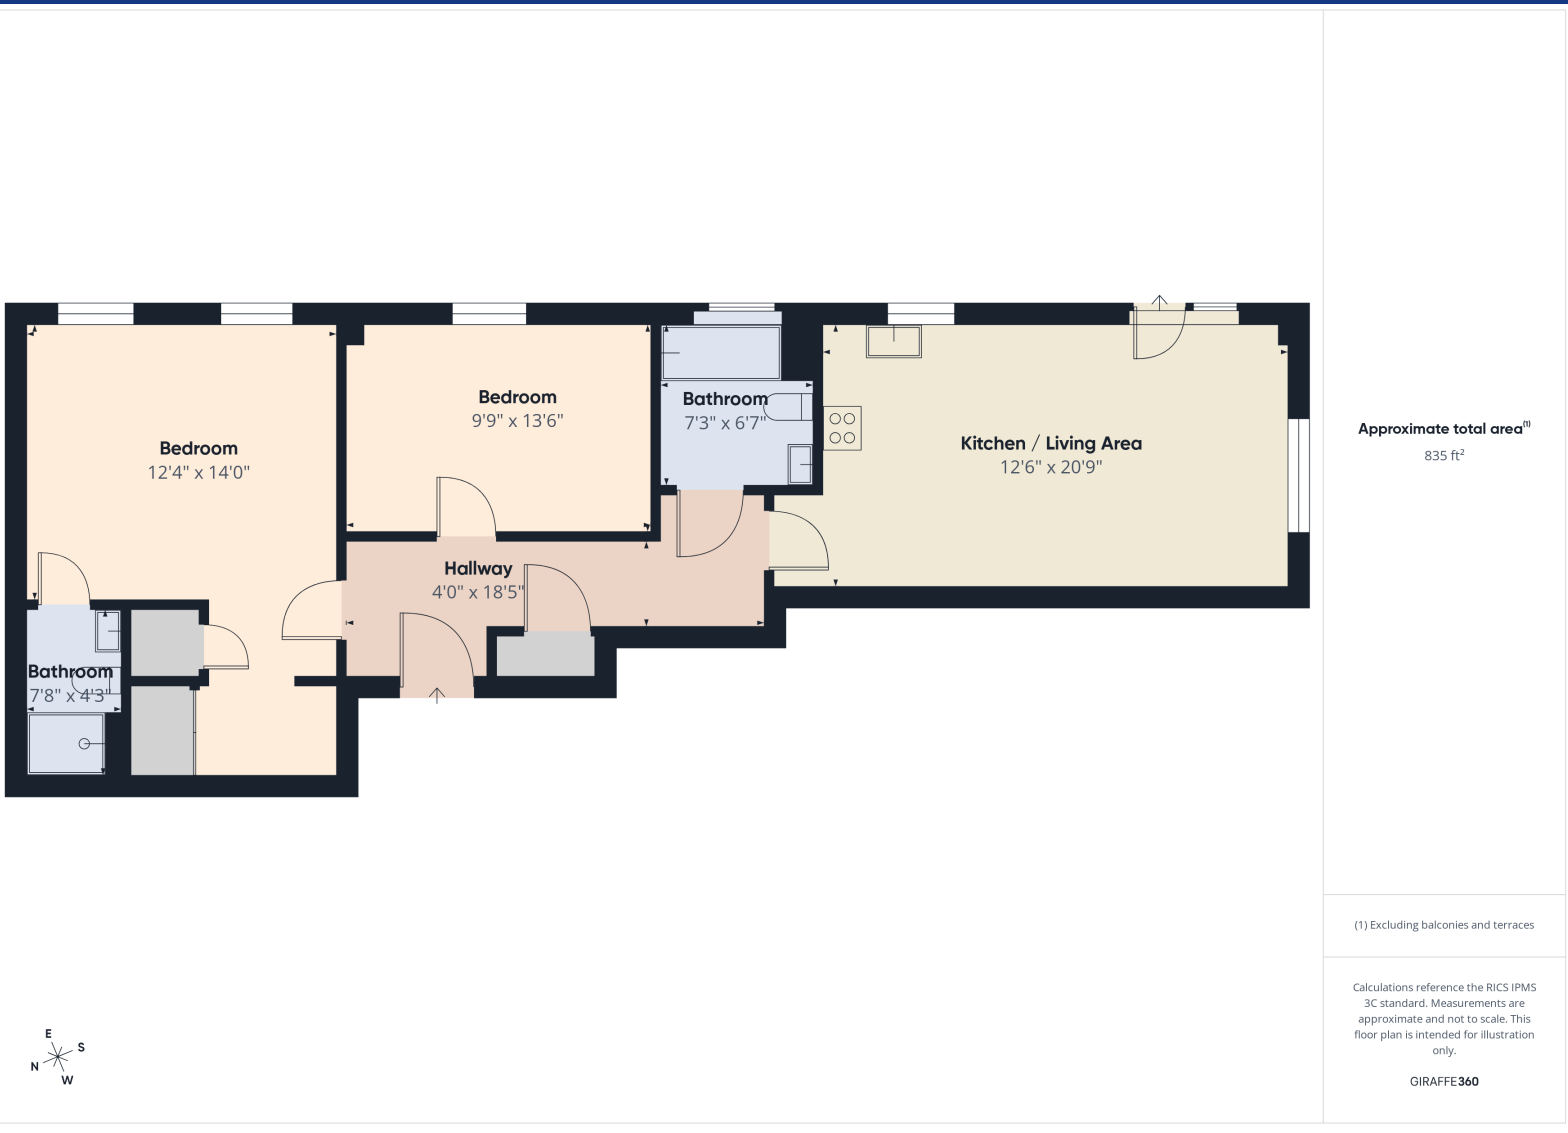 Bedroom
12'4" x 14'0"
Bedroom
9'9" x 13'6"
Bathroom
7'3" x 6'7"
Kitchen / Living Area
12'6" x 20'9"
Hallway
4'0" x 18'5"
Bathroom
7'8" x 4'3"
E
S
N
W
Approximate total area(1)
835 ft²
(1) Excluding balconies and terraces
Calculations reference the RICS IPMS
3C standard. Measurements are
approximate and not to scale. This
floor plan is intended for illustration
only.
GIRAFFE360